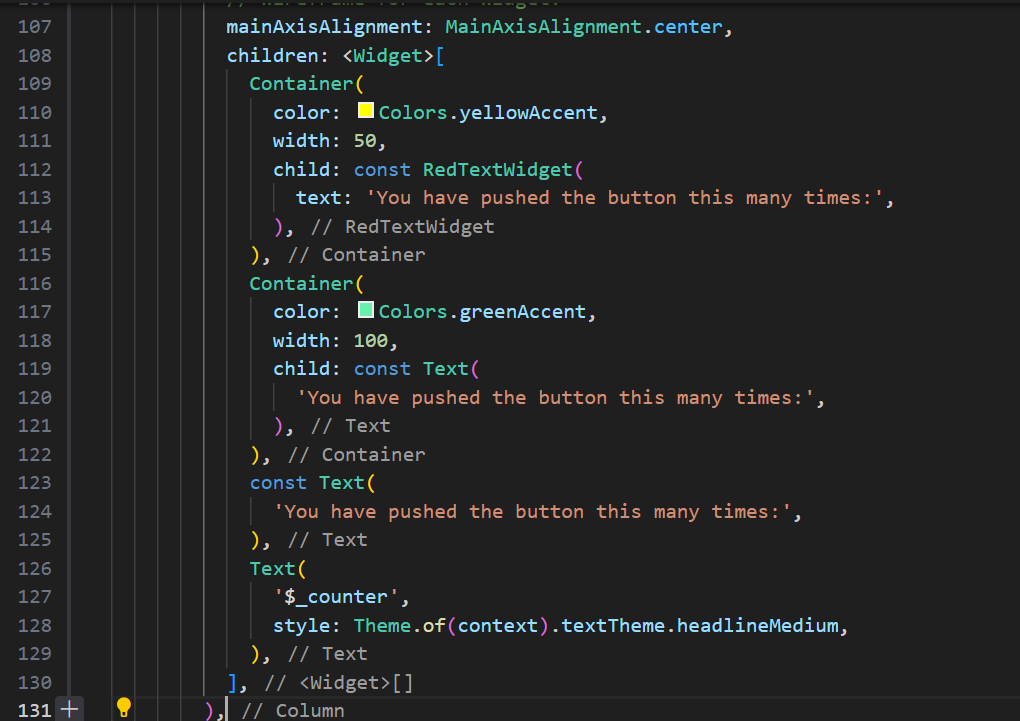 107 mainAxisAlignment: MainAxisAlignment.center,
108 children: <Widget>[
109 Container(
110 color: Colors.yellowAccent,
111 width: 50,
112 child: const RedTextWidget(
113 text: 'You have pushed the button this many times:',
114 ), // RedTextWidget
115 ), // Container
116 Container(
117 color: Colors.greenAccent,
118 width: 100,
119 child: const Text(
120 'You have pushed the button this many times:',
121 ), // Text
122 ), // Container
123 const Text(
124 'You have pushed the button this many times:',
125 ), // Text
126 Text(
127 '$_counter',
128 style: Theme.of(context).textTheme.headlineMedium,
129 ), // Text
130 ], // <Widget>[]
131 ), // Column